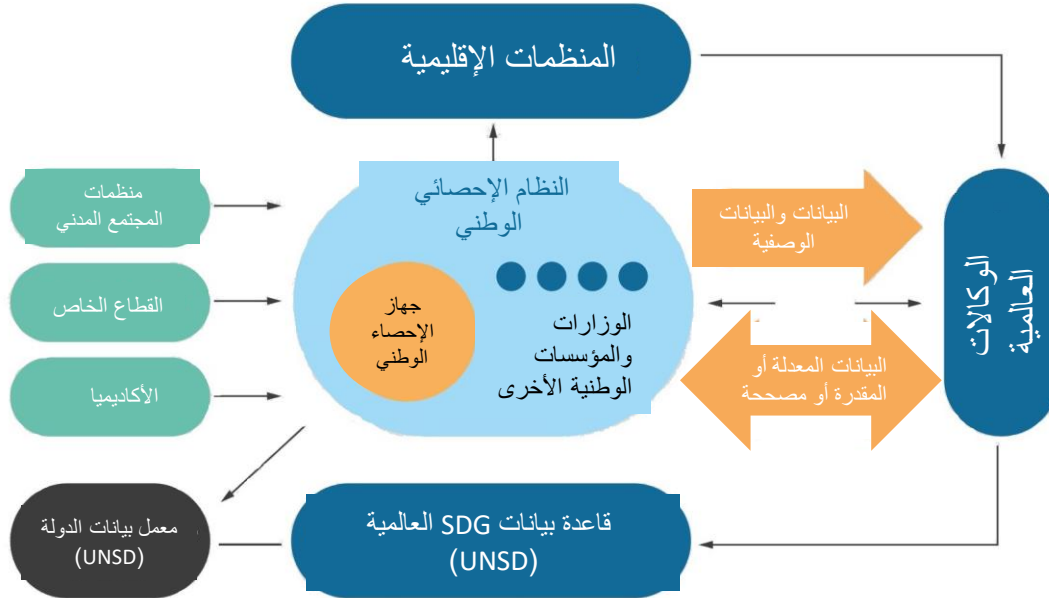 المنظمات الإقليمية
النظام الإحصائي
الوطني
منظمات
المجتمع المدني
القطاع الخاص
الأكاديميا
جهاز
الإحصاء
الوطني
الوزارات
والمؤسسات
الوطنية الأخرى
البيانات والبيانات
الوصفية
البيانات المعدلة أو
المقدرة أو مصححة
الوكالات
العالمية
معمل بيانات الدولة
(UNSD)
قاعدة بيانات SDG العالمية
(UNSD)